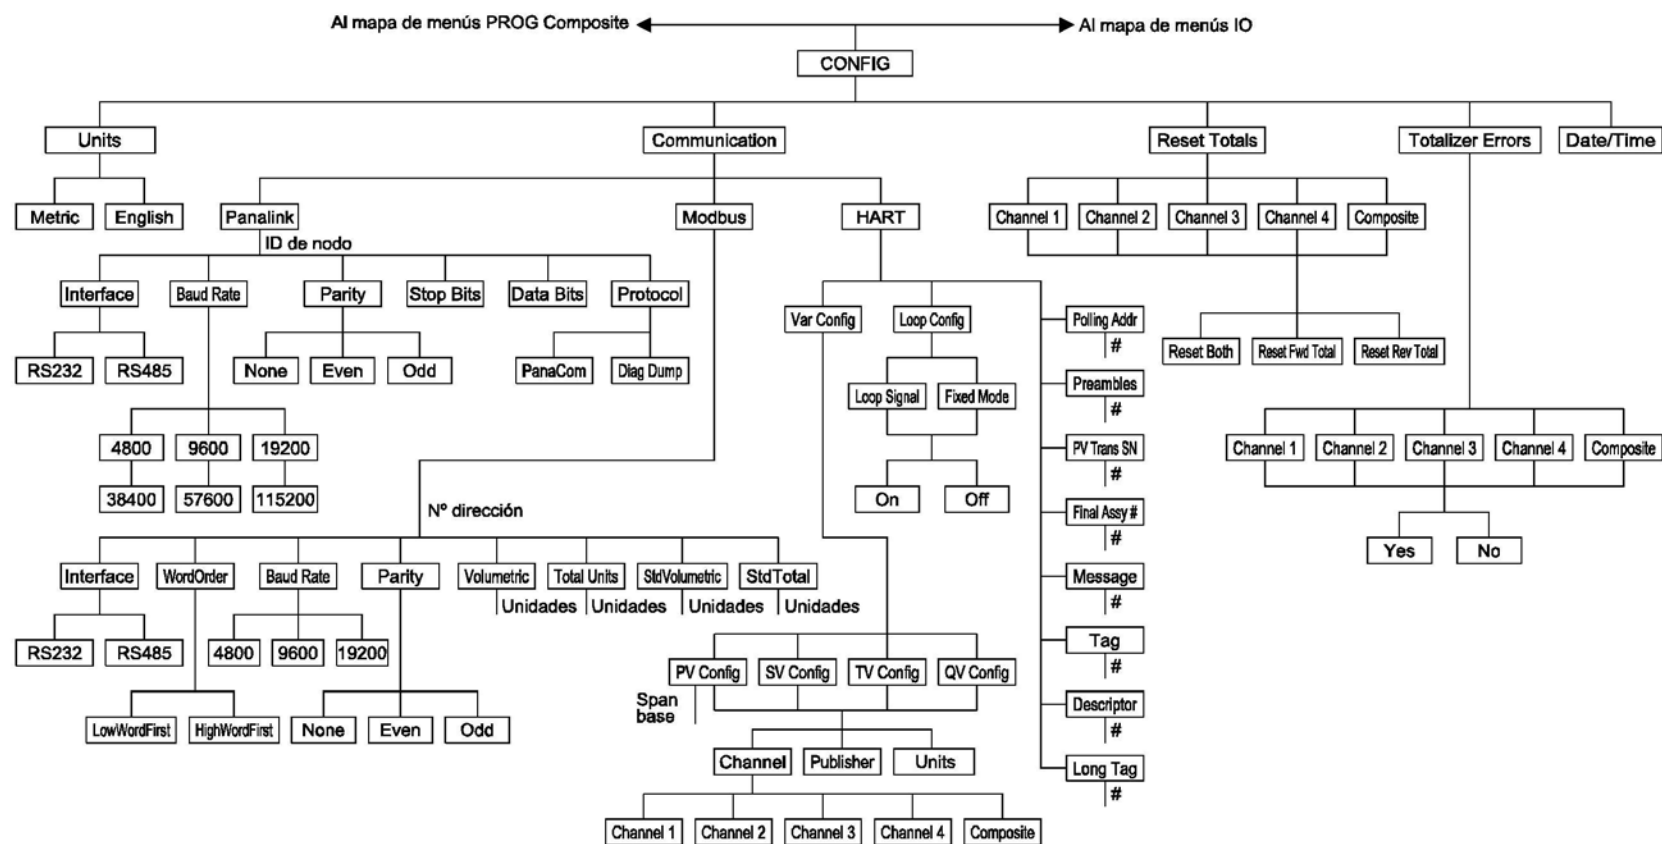 Al mapa de menús PROG Composite
Al mapa de menús IO
CONFIG
Units
Communication
Reset Totals
Totalizer Errors
Date/Time
Metric
English
Panalink
Modbus
HART
Channel 1
Channel 2
Channel 3
Channel 4
Composite
ID de nodo
Interface
Baud Rate
Parity
Stop Bits
Data Bits
Protocol
Var Config
Loop Config
Polling Addr
#
RS232
RS485
None
Even
Odd
PanaCom
Diag Dump
Reset Both
Reset Fwd Total
Reset Rev Total
Loop Signal
Fixed Mode
Preambles
#
4800
9600
19200
PV Trans SN
#
Channel 1
Channel 2
Channel 3
Channel 4
Composite
38400
57600
115200
On
Off
Final Assy #
#
Nº dirección
Yes
No
Interface
WordOrder
Baud Rate
Parity
Volumetric
Total Units
StdVolumetric
StdTotal
Message
#
Unidades
Unidades
Unidades
Unidades
RS232
RS485
4800
9600
19200
Tag
#
PV Config
SV Config
TV Config
QV Config
Span
base
Descriptor
#
LowWordFirst
HighWordFirst
None
Even
Odd
Channel
Publisher
Units
Long Tag
#
Channel 1
Channel 2
Channel 3
Channel 4
Composite